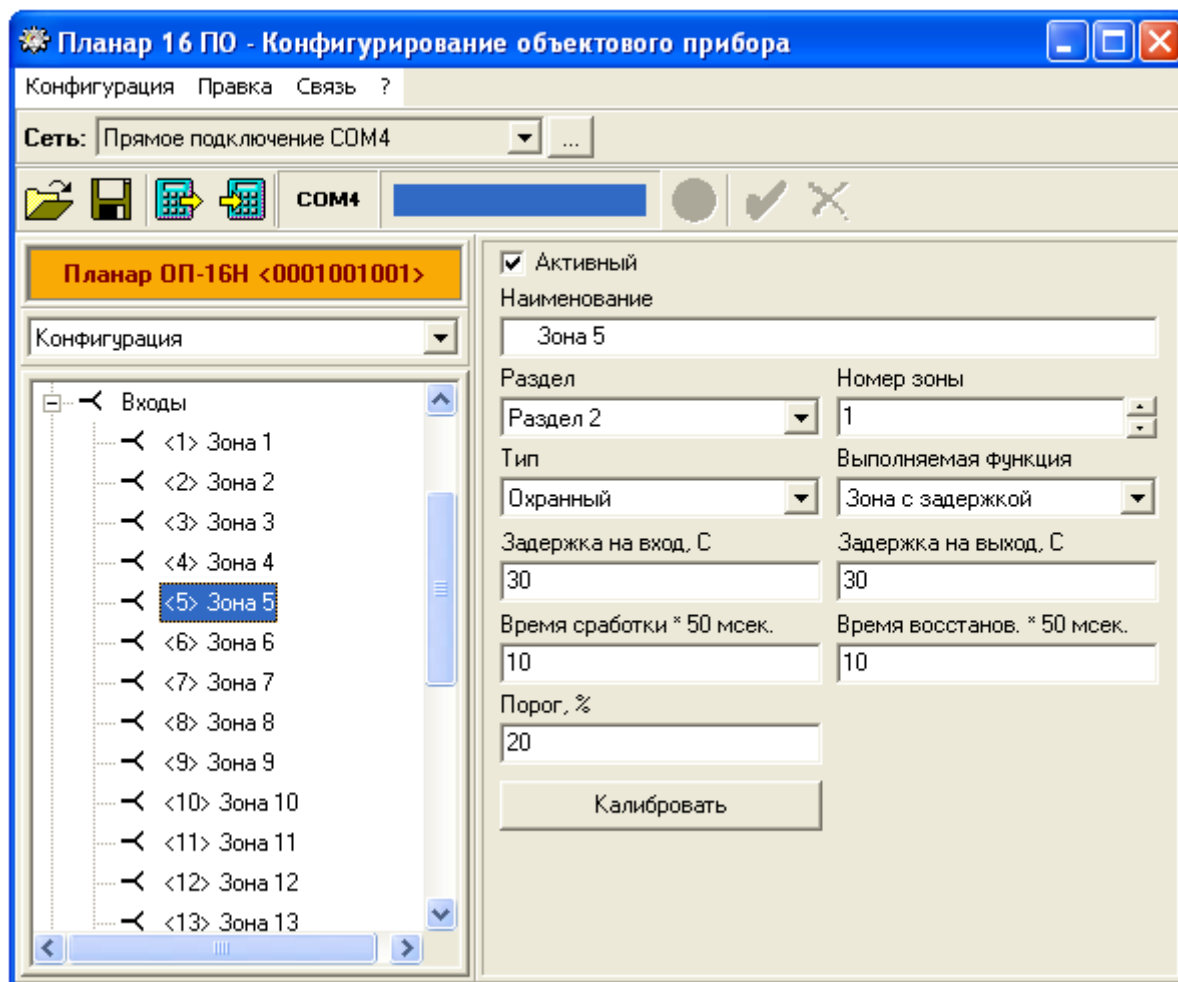 Планар 16 ПО - Конфигурирование объектового прибора
Конфигурация Правка Связь ?
Сеть: Прямое подключение COM4 ...
COM4
Планар ОП-16Н <0001001001>
Конфигурация
Входы
<1> Зона 1
<2> Зона 2
<3> Зона 3
<4> Зона 4
<5> Зона 5
<6> Зона 6
<7> Зона 7
<8> Зона 8
<9> Зона 9
<10> Зона 10
<11> Зона 11
<12> Зона 12
<13> Зона 13
Активный
Наименование
Зона 5
Раздел Номер зоны
Раздел 2 1
Тип Выполняемая функция
Охранный Зона с задержкой
Задержка на вход, С Задержка на выход, С
30 30
Время сработки * 50 мсек. Время восстанов. * 50 мсек.
10 10
Порог, %
20
Калибровать